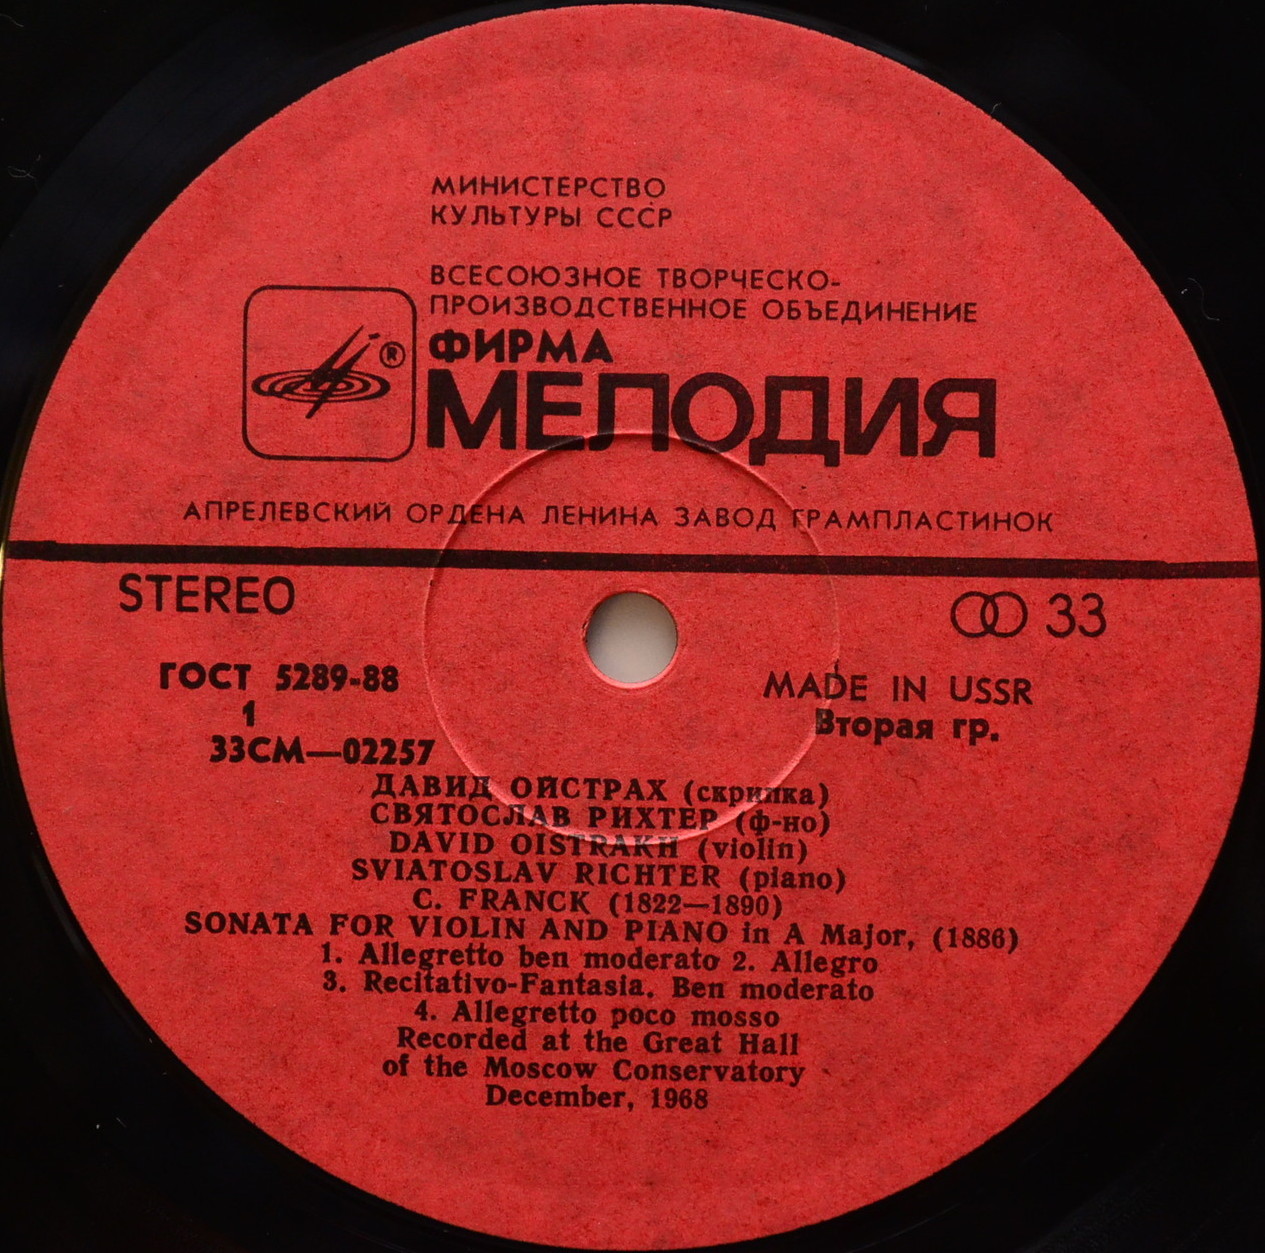 МИНИСТЕРСТВО
КУЛЬТУРЫ СССР
ВСЕСОЮЗНОЕ ТВОРЧЕСКО-
ПРОИЗВОДСТВЕННОЕ ОБЪЕДИНЕНИЕ
®
ФИРМА
МЕЛОДИЯ
АПРЕЛЕВСКИЙ ОРДЕНА ЛЕНИНА ЗАВОД ГРАМПЛАСТИНОК
STEREO 33
ГОСТ 5289-88 MADE IN USSR
1 Вторая гр.
33СМ—02257
ДАВИД ОЙСТРАХ (скрипка)
СВЯТОСЛАВ РИХТЕР (ф-но)
DAVID OISTRAKH (violin)
SVIATOSLAV RICHTER (piano)
C. FRANCK (1822—1890)
SONATA FOR VIOLIN AND PIANO in A Major, (1886)
1. Allegretto ben moderato 2. Allegro
3. Recitativo-Fantasia. Ben moderato
4. Allegretto poco mosso
Recorded at the Great Hall
of the Moscow Conservatory
December, 1968